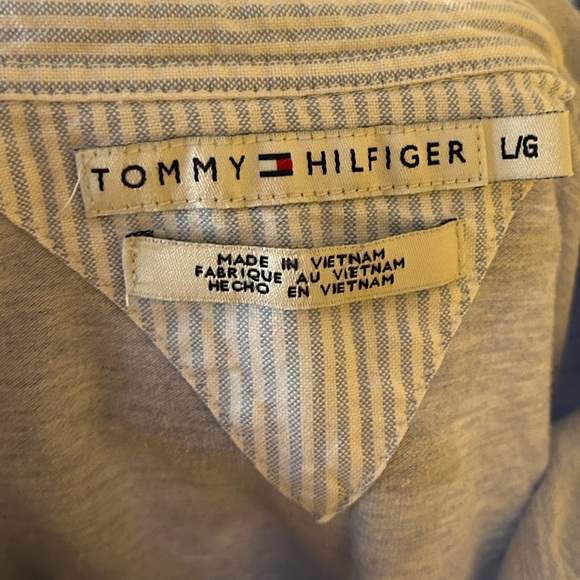 TOMMY HILFIGER L/G
MADE IN VIETNAM
FABRIQUE AU VIETNAM
HECHO EN VIETNAM